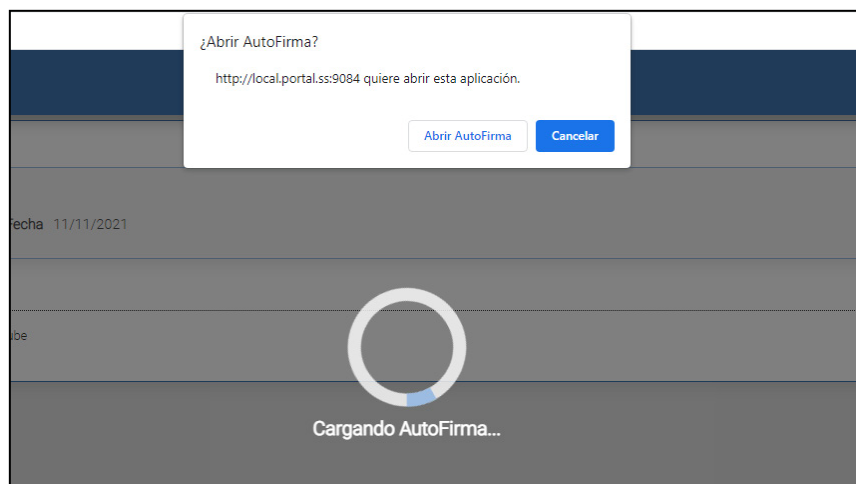 ¿Abrir AutoFirma?
http://local.portal.ss:9084 quiere abrir esta aplicación.
Abrir AutoFirma Cancelar
Fecha 11/11/2021
ube
Cargando AutoFirma...